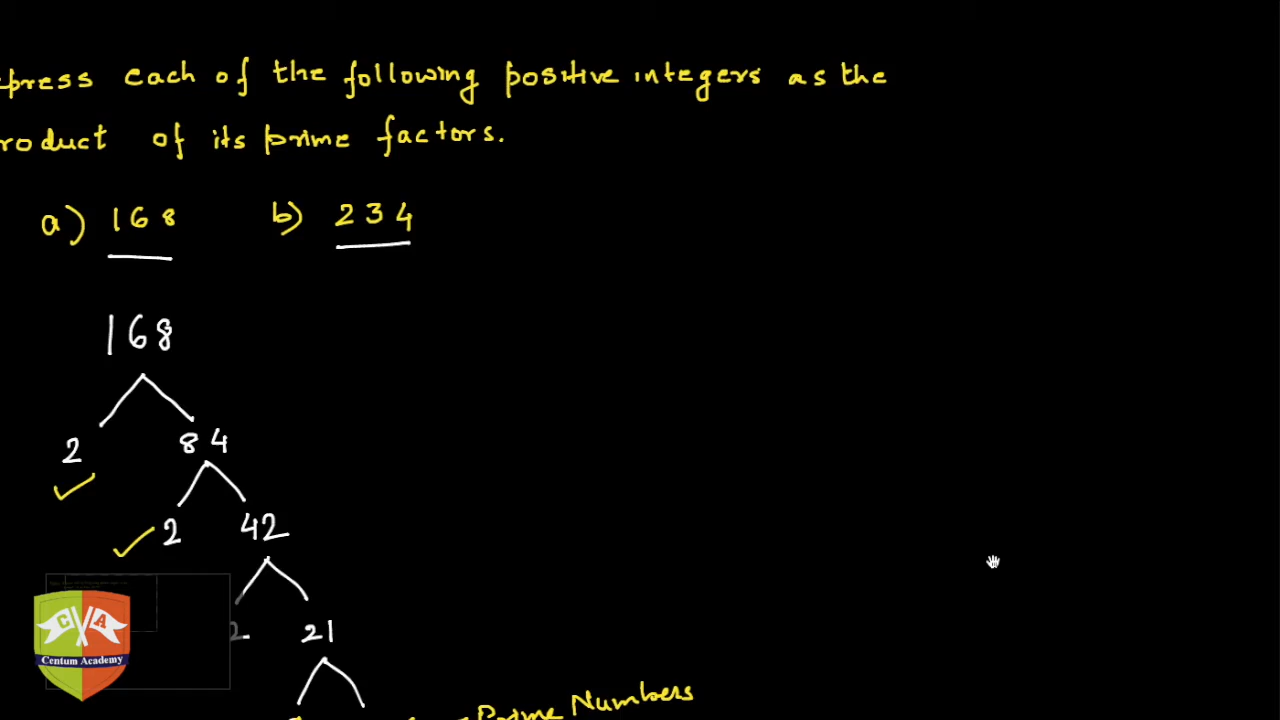 press each of the following positive integers as the
roduct of its prime factors.
a) 168 b) 234
168
2 84
2 42
2 21
Prime Numbers
C A
Centum Academy